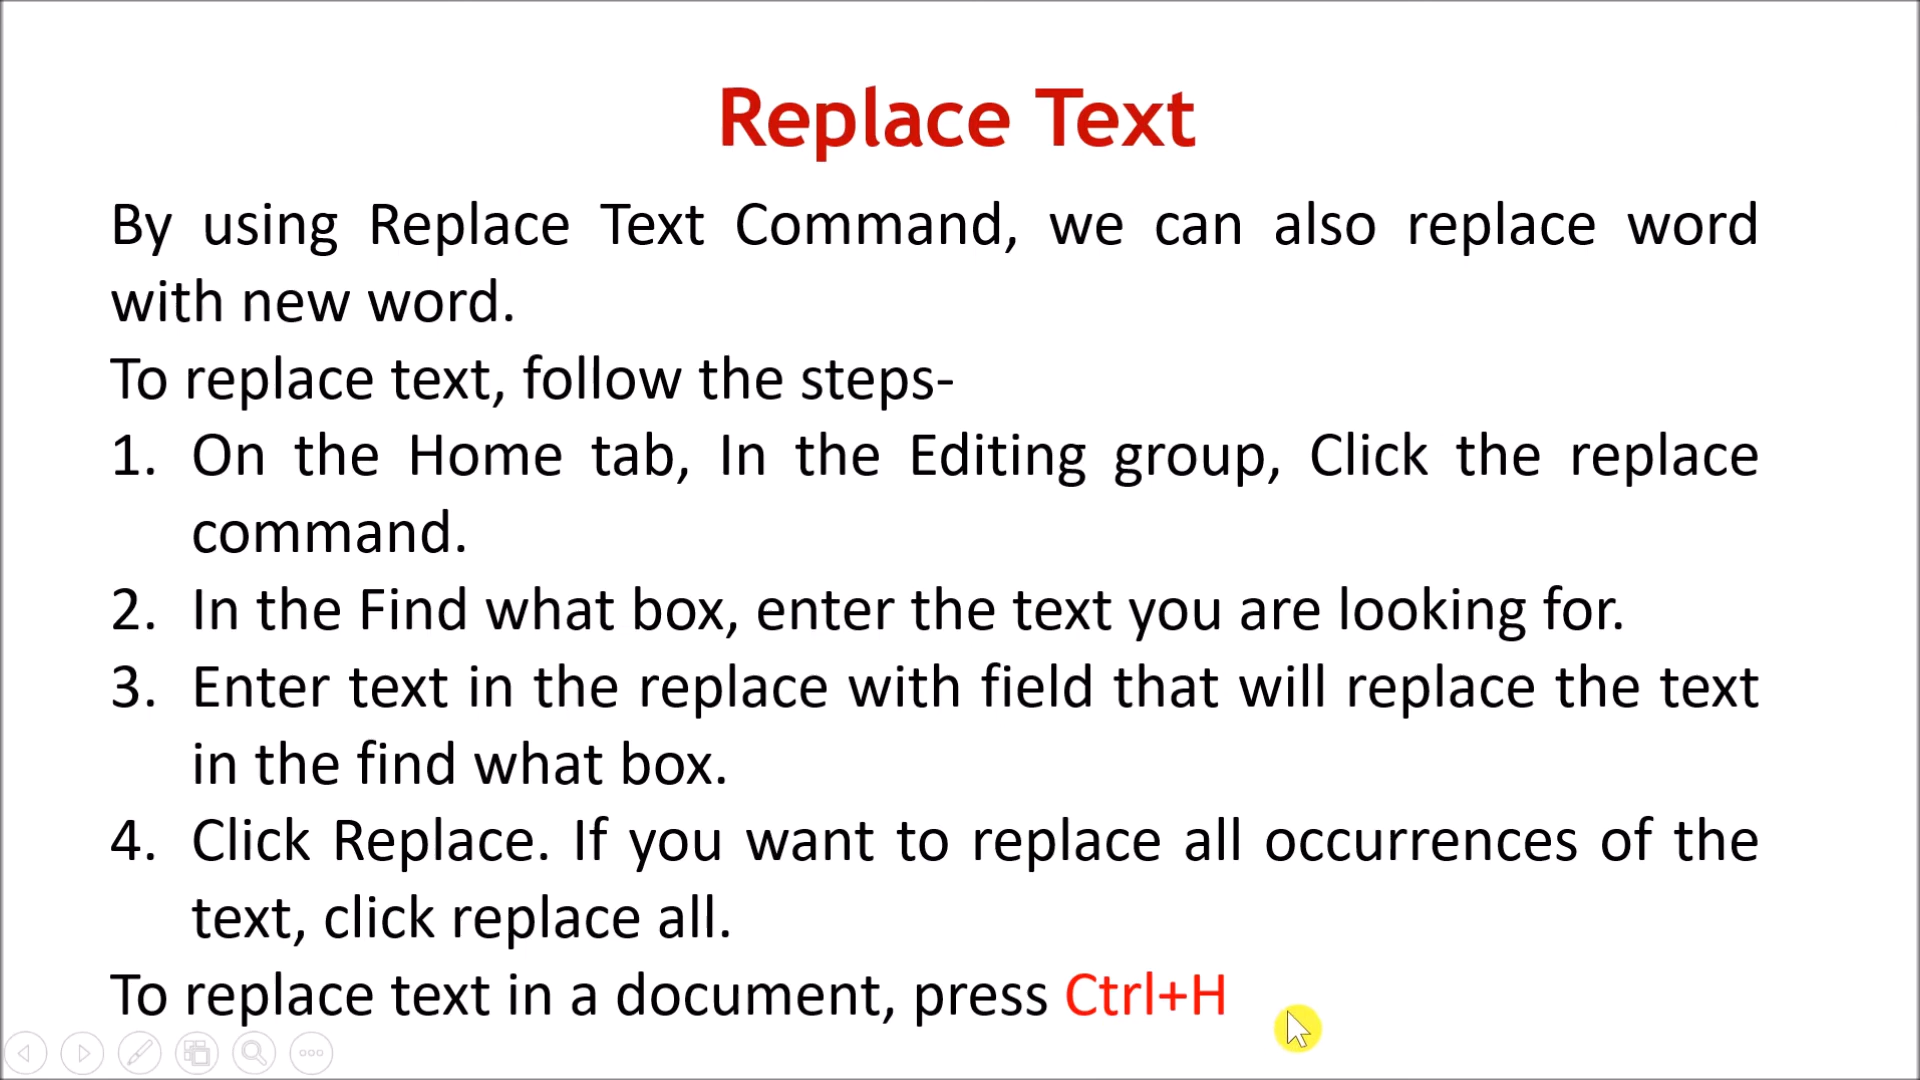 Replace Text
By using Replace Text Command, we can also replace word
with new word.
To replace text, follow the steps-
1. On the Home tab, In the Editing group, Click the replace
command.
2. In the Find what box, enter the text you are looking for.
3. Enter text in the replace with field that will replace the text
in the find what box.
4. Click Replace. If you want to replace all occurrences of the
text, click replace all.
To replace text in a document, press Ctrl+H